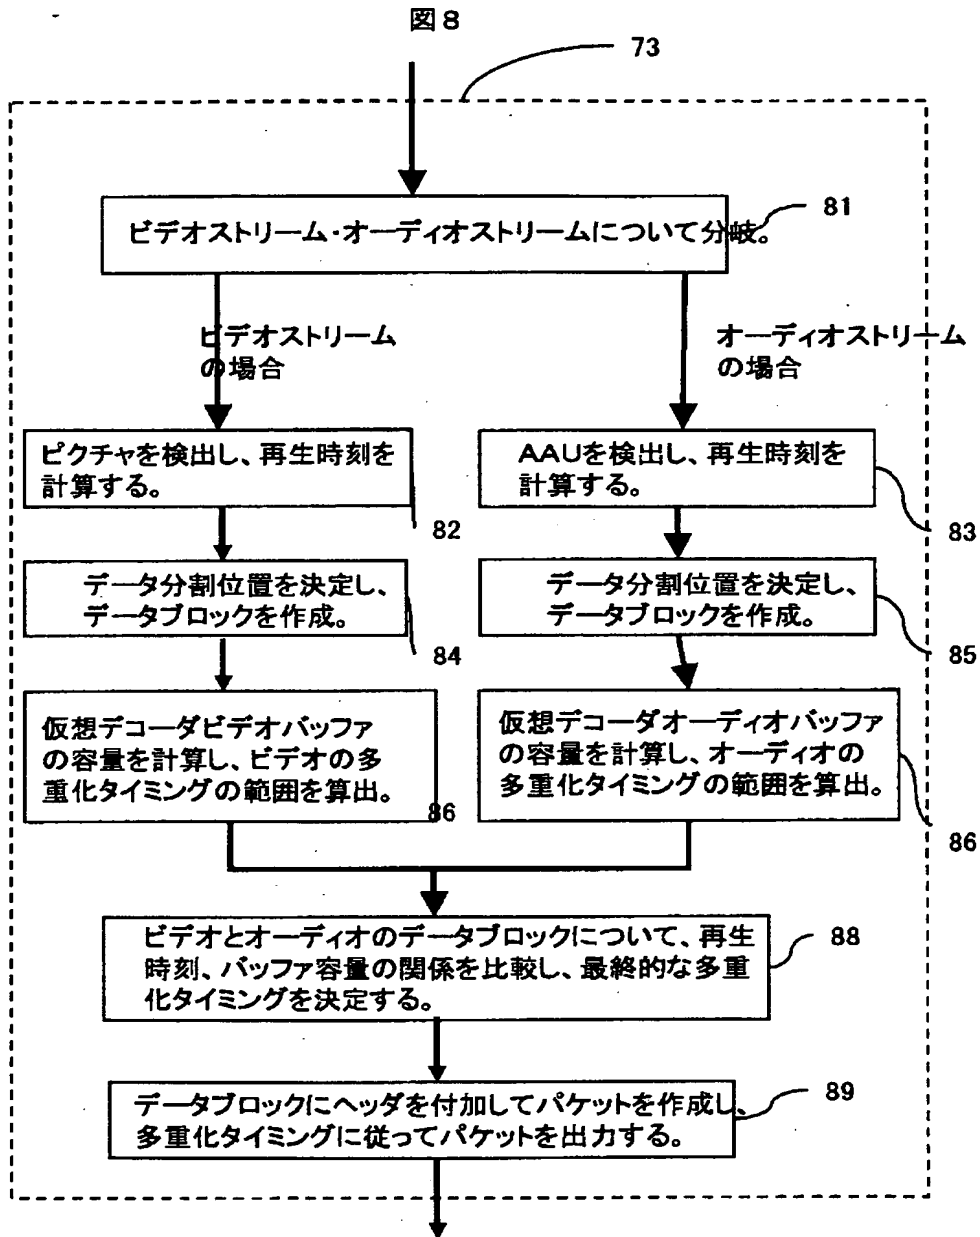 図8
73
ビデオストリーム・オーディオストリームについて分岐。
81
ビデオストリーム
の場合
オーディオストリーム
の場合
ピクチャを検出し、再生時刻を
計算する。
82
AAUを検出し、再生時刻を
計算する。
83
データ分割位置を決定し、
データブロックを作成。
84
データ分割位置を決定し、
データブロックを作成。
85
仮想デコーダビデオバッファ
の容量を計算し、ビデオの多
重化タイミングの範囲を算出。
86
仮想デコーダオーディオバッファ
の容量を計算し、オーディオの
多重化タイミングの範囲を算出。
86
ビデオとオーディオのデータブロックについて、再生
時刻、バッファ容量の関係を比較し、最終的な多重
化タイミングを決定する。
88
データブロックにヘッダを付加してパケットを作成し、
多重化タイミングに従ってパケットを出力する。
89